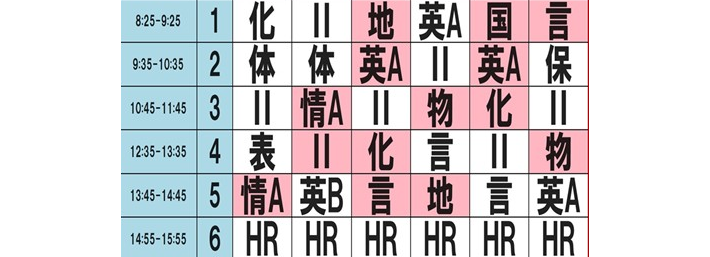 8:25-9:25 1 化 II 地 英A 国 言
9:35-10:35 2 体 体 英A II 英A 保
10:45-11:45 3 II 情A II 物 化 II
12:35-13:35 4 表 II 化 言 II 物
13:45-14:45 5 情A 英B 言 地 言 英A
14:55-15:55 6 HR HR HR HR HR HR